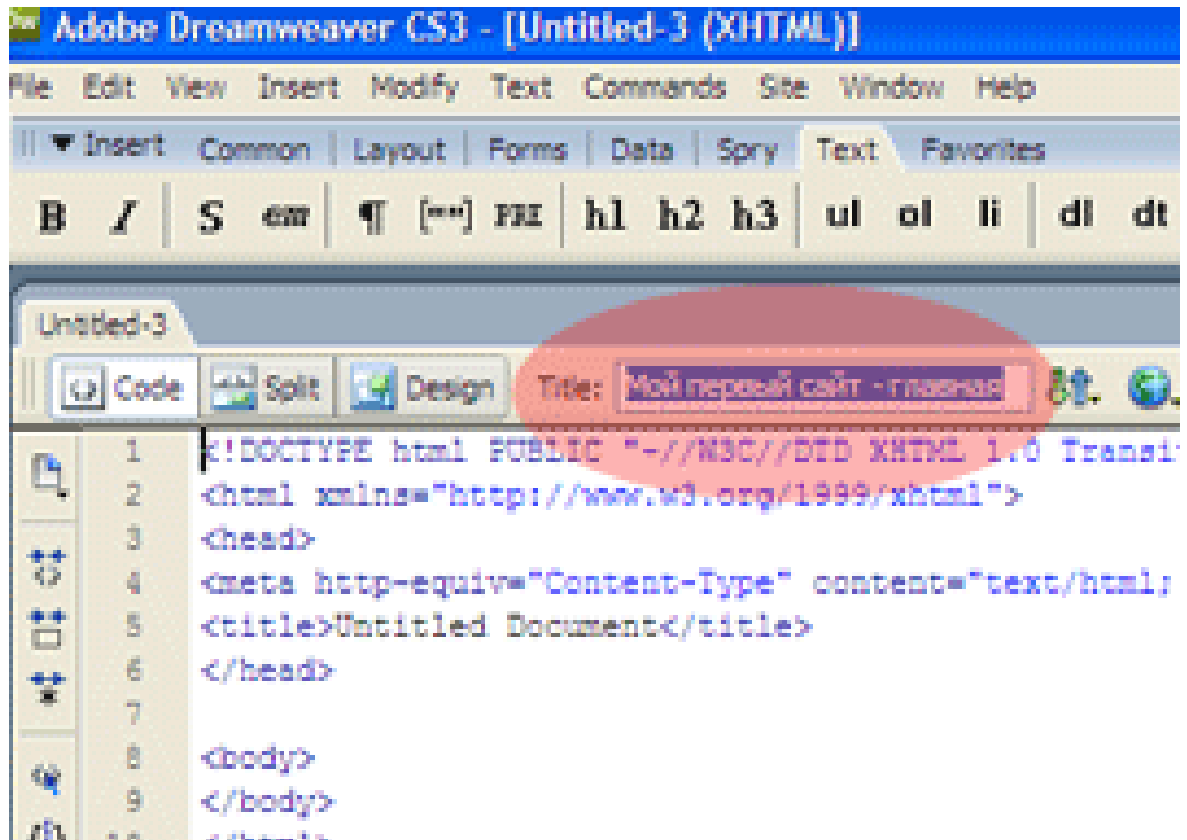 Adobe Dreamweaver CS3 - [Untitled-3 (XHTML)]
File Edit View Insert Modify Text Commands Site Window Help
Insert Common Layout Forms Data Spry Text Favorites
B I S em ¶ [""] PRE h1 h2 h3 ul ol li dl dt
Untitled-3
Code Split Design Title: Мой первый сайт - главная
1 <!DOCTYPE html PUBLIC "-//W3C//DTD XHTML 1.0 Transi
2 <html xmlns="http://www.w3.org/1999/xhtml">
3 <head>
4 <meta http-equiv="Content-Type" content="text/html;
5 <title>Untitled Document</title>
6 </head>
7
8 <body>
9 </body>
10 </html>